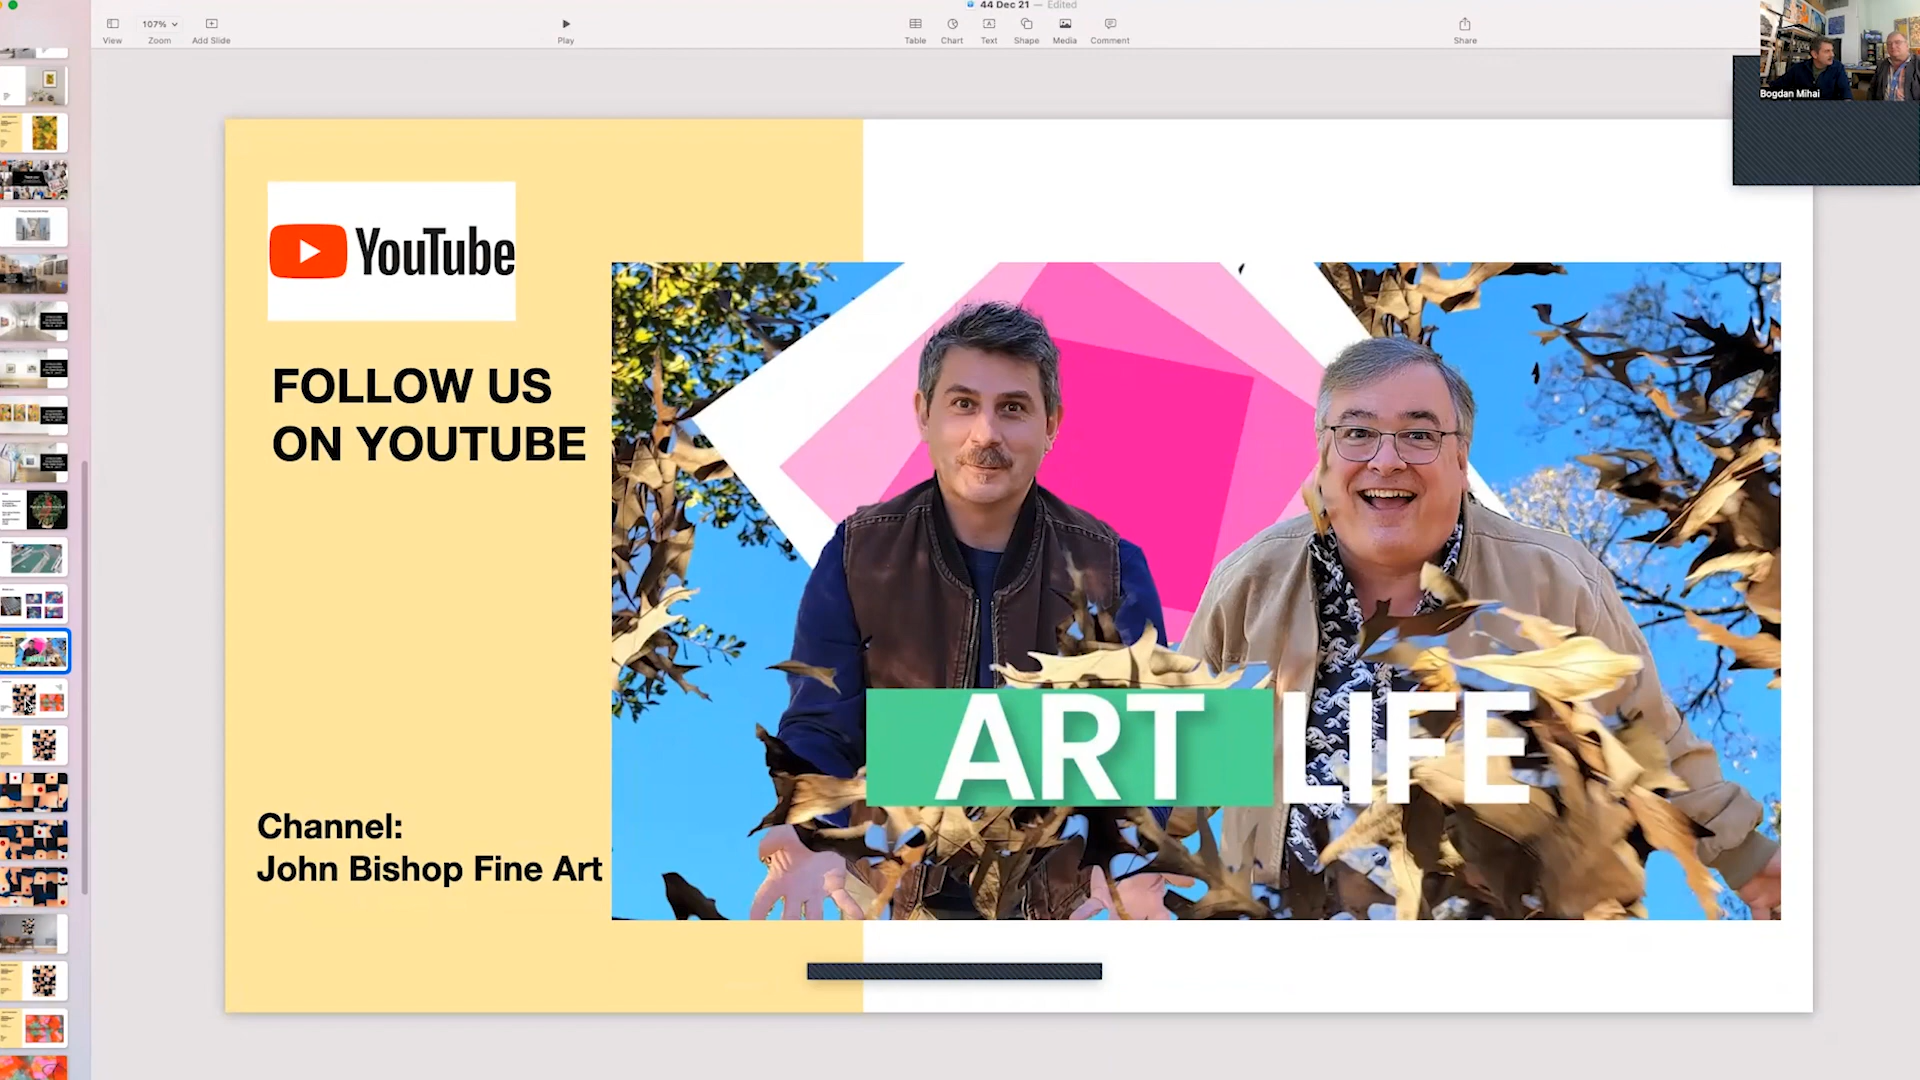 44 Dec 21 — Edited
View
107%
Zoom
Add Slide
Play
Table
Chart
Text
Shape
Media
Comment
Share
Bogdan Mihai
YouTube
FOLLOW US
ON YOUTUBE
ART LIFE
Channel:
John Bishop Fine Art